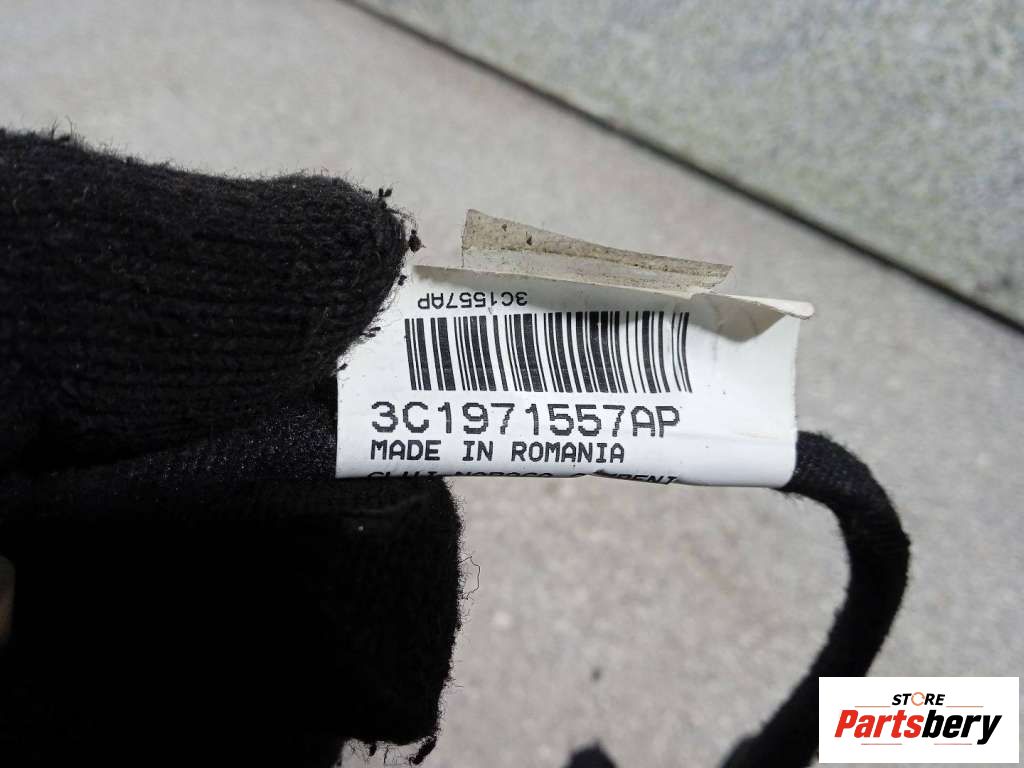 3C1557AP
3C1971557AP
MADE IN ROMANIA
STORE
Partsbery